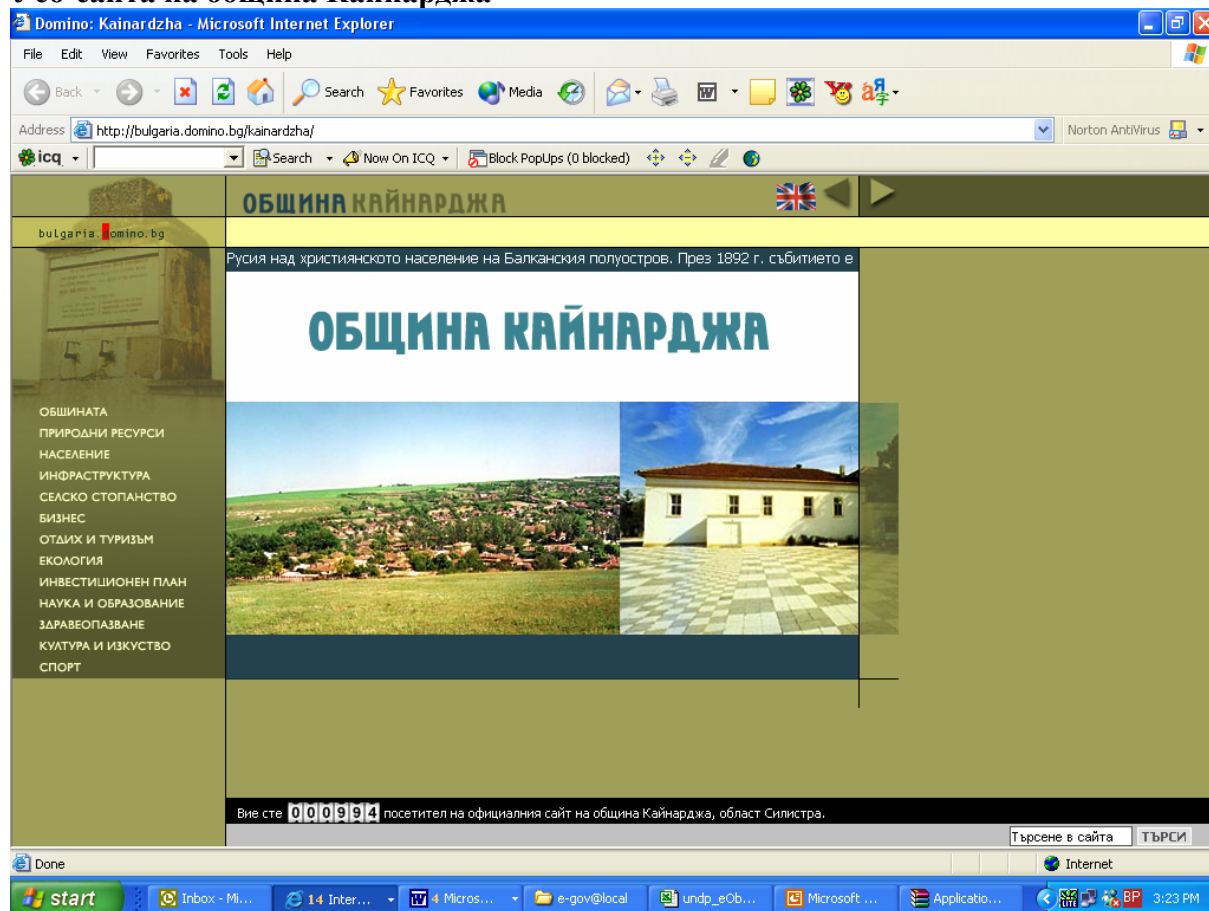 със сайта на община Кайнарджа
Domino: Kainardzha - Microsoft Internet Explorer
File Edit View Favorites Tools Help
Back Search Favorites Media
Address http://bulgaria.domino.bg/kainardzha/ Norton AntiVirus
icq Search Now On ICQ Block PopUps (0 blocked)
ОБЩИНА КАЙНАРДЖА
bulgaria.domino.bg
Русия над християнското население на Балканския полуостров. През 1892 г. събитието е
ОБЩИНА КАЙНАРДЖА
ОБЩИНАТА
ПРИРОДНИ РЕСУРСИ
НАСЕЛЕНИЕ
ИНФРАСТРУКТУРА
СЕЛСКО СТОПАНСТВО
БИЗНЕС
ОТДИХ И ТУРИЗЪМ
ЕКОЛОГИЯ
ИНВЕСТИЦИОНЕН ПЛАН
НАУКА И ОБРАЗОВАНИЕ
ЗДРАВЕОПАЗВАНЕ
КУЛТУРА И ИЗКУСТВО
СПОРТ
Вие сте 000994 посетител на официалния сайт на община Кайнарджа, област Силистра.
Търсене в сайта ТЪРСИ
Done Internet
start Inbox - Mi... 14 Inter... 4 Micros... e-gov@local undp_eOb... Microsoft ... Applicatio... BP 3:23 PM